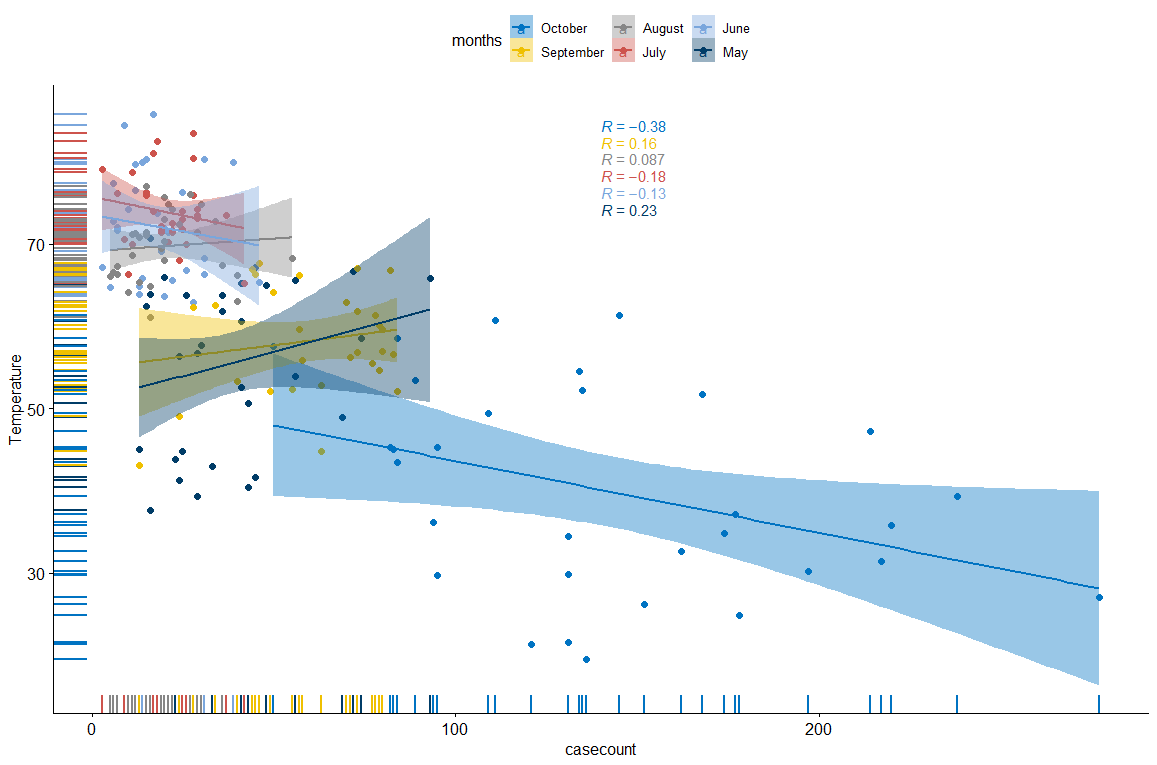 months
a October
a August
a June
a September
a July
a May
R = −0.38
R = 0.16
R = 0.087
R = −0.18
R = −0.13
R = 0.23
Temperature
70
50
30
0
100
200
casecount